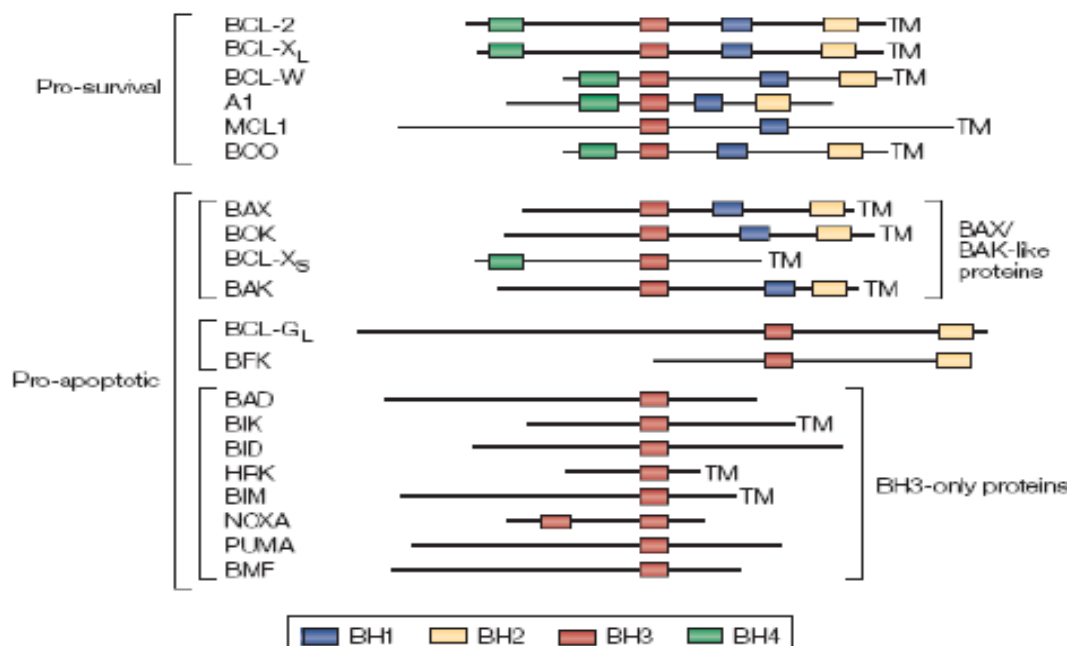 BCL-2 TM
BCL-XL TM
BCL-W TM
Pro-survival
A1
MCL1 TM
BOO TM
BAX TM
BOK TM
BCL-XS TM
BAK TM
BAX/
BAK-like
proteins
BCL-GL
BFK
Pro-apoptotic
BAD
BIK TM
BID
HRK TM
BIM TM
BH3-only proteins
NOXA
PUMA
BMF
BH1 BH2 BH3 BH4